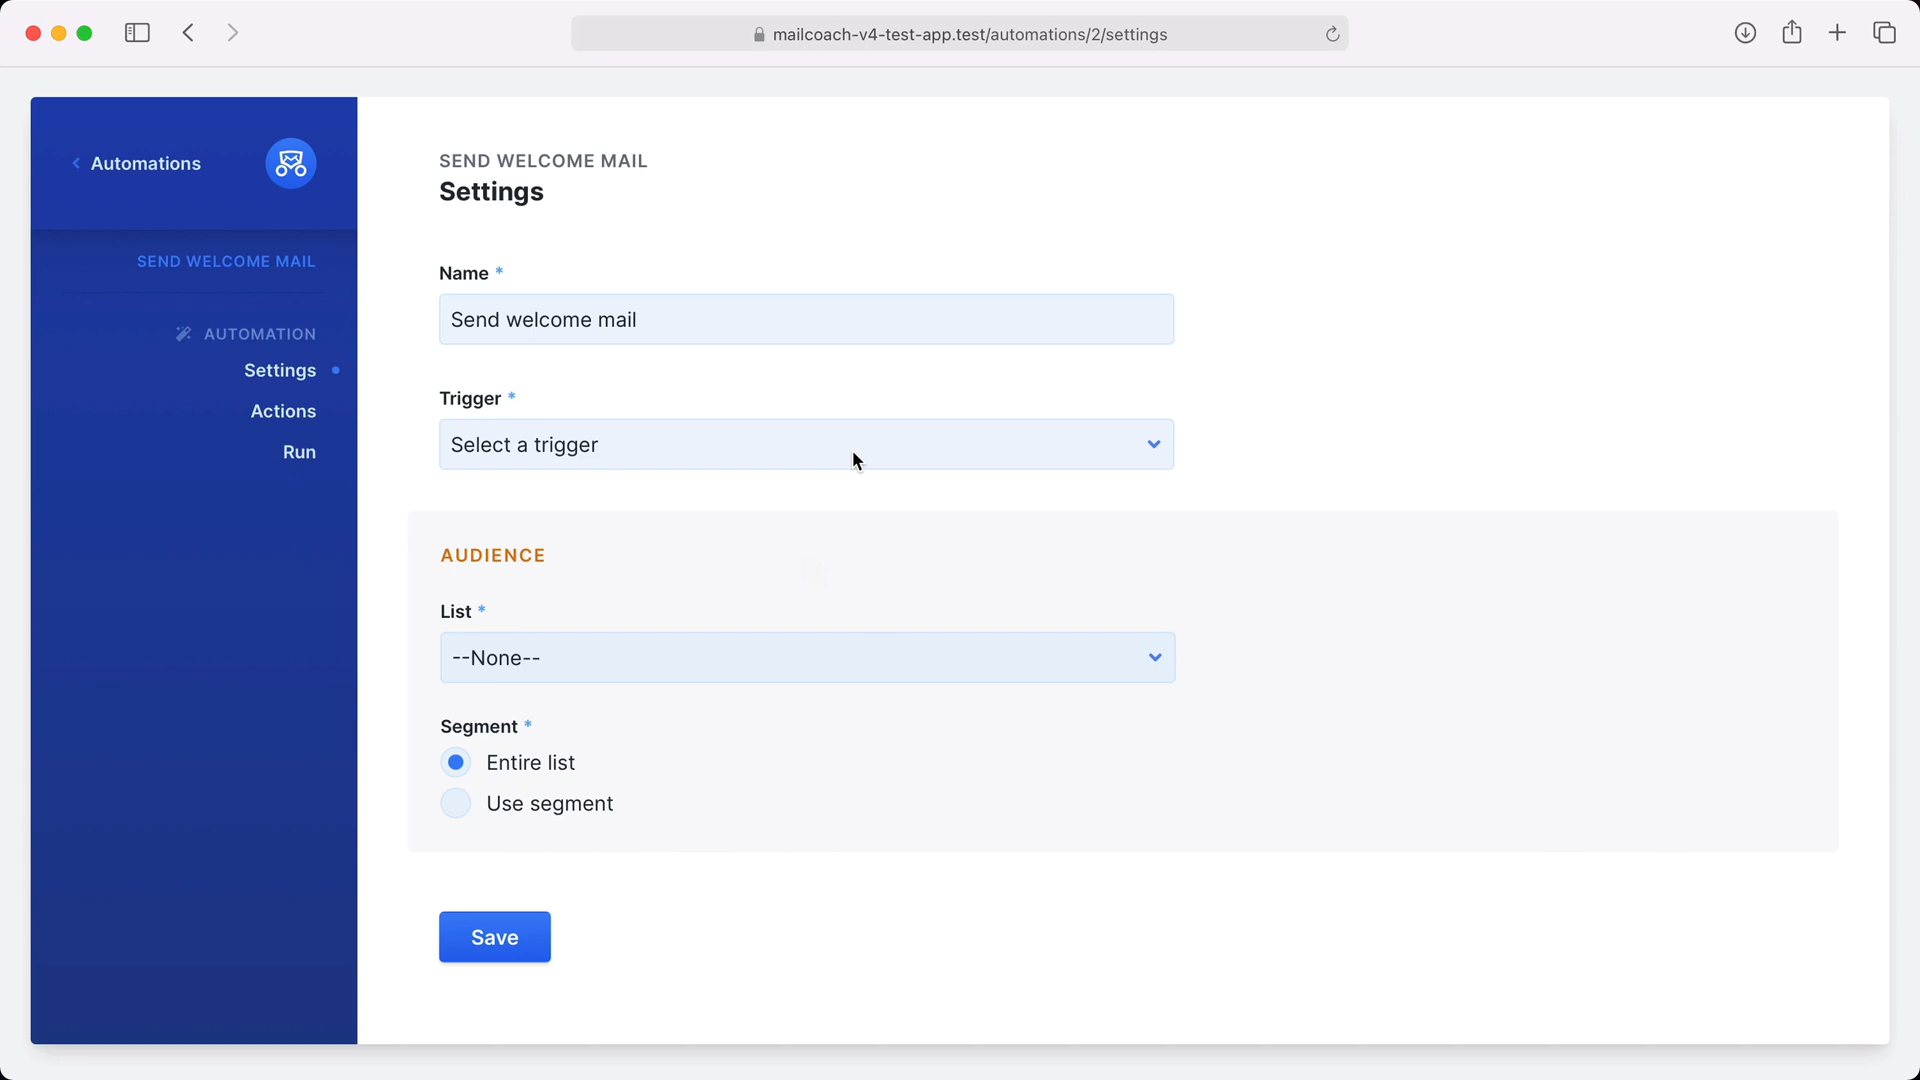 mailcoach-v4-test-app.test/automations/2/settings
Automations
SEND WELCOME MAIL
AUTOMATION
Settings
Actions
Run
SEND WELCOME MAIL
Settings
Name *
Send welcome mail
Trigger *
Select a trigger
AUDIENCE
List *
--None--
Segment *
Entire list
Use segment
Save